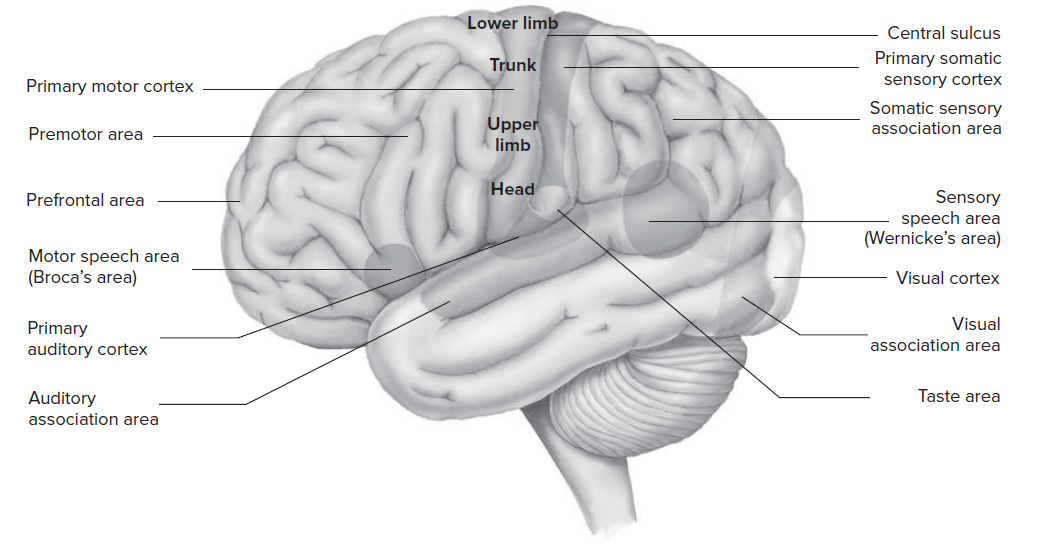 Lower limb
Trunk
Upper
limb
Head
Primary motor cortex
Premotor area
Prefrontal area
Motor speech area
(Broca’s area)
Primary
auditory cortex
Auditory
association area
Central sulcus
Primary somatic
sensory cortex
Somatic sensory
association area
Sensory
speech area
(Wernicke’s area)
Visual cortex
Visual
association area
Taste area